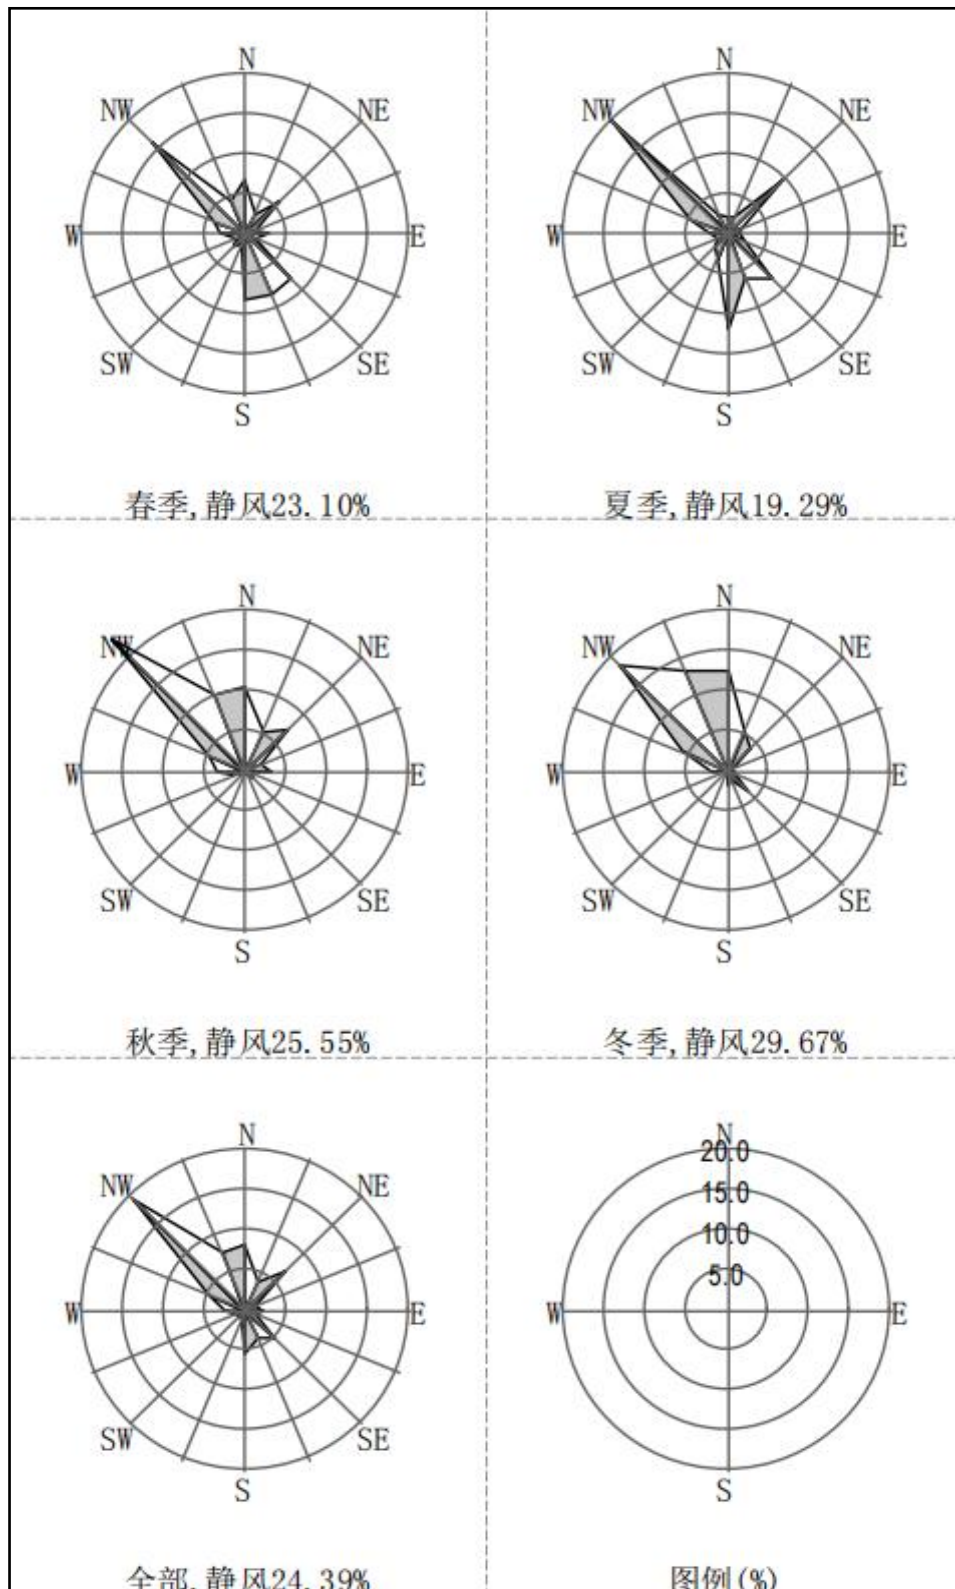 N
NW NE
W E
SW SE
S
春季,静风23.10%
N
NW NE
W E
SW SE
S
夏季,静风19.29%
N
NW NE
W E
SW SE
S
秋季,静风25.55%
N
NW NE
W E
SW SE
S
冬季,静风29.67%
N
NW NE
W E
SW SE
S
全部,静风24.39%
N
20.0
15.0
10.0
5.0
W E
S
图例(%)